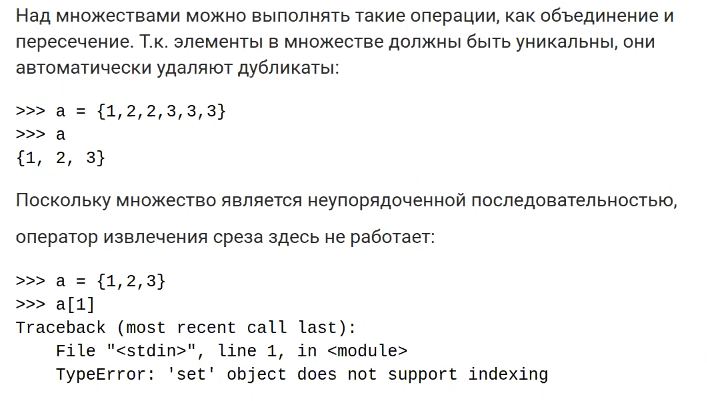 Над множествами можно выполнять такие операции, как объединение и
пересечение. Т.к. элементы в множестве должны быть уникальны, они
автоматически удаляют дубликаты:
>>> a = {1,2,2,3,3,3}
>>> a
{1, 2, 3}
Поскольку множество является неупорядоченной последовательностью,
оператор извлечения среза здесь не работает:
>>> a = {1,2,3}
>>> a[1]
Traceback (most recent call last):
    File "<stdin>", line 1, in <module>
    TypeError: 'set' object does not support indexing